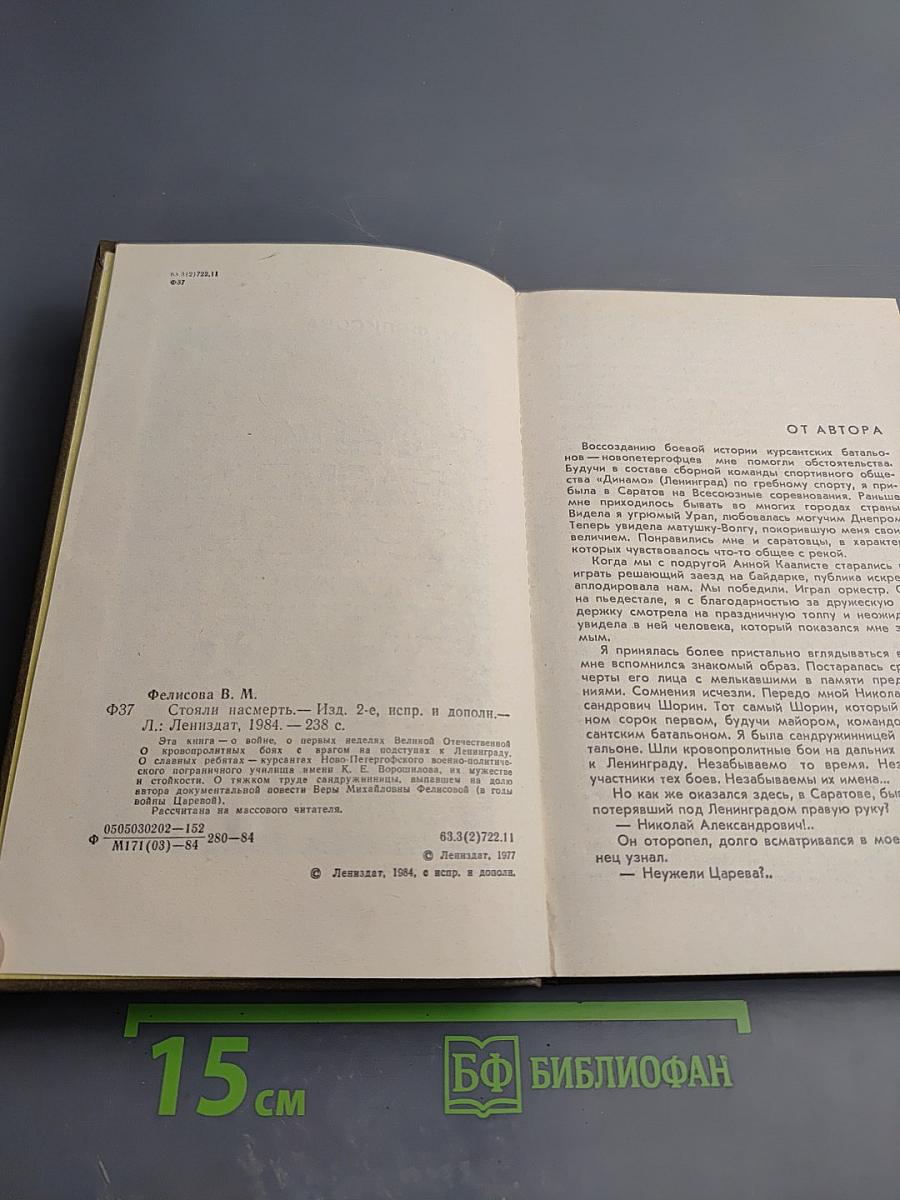 63.3(2)722.11
Ф37
Фелисова В. М.
Ф37 Стояли насмерть.— Изд. 2-е, испр. и дополн.—
Л.: Лениздат, 1984. — 238 с.
Эта книга — о войне, о первых неделях Великой Отечественной
О кровопролитных боях с врагом на подступах к Ленинграду.
О славных ребятах — курсантах Ново-Петергофского военно-политиче-
ского пограничного училища имени К. Е. Ворошилова, их мужестве
и стойкости. О тяжком труде сандружинницы, выпавшем на долю
автора документальной повести Веры Михайловны Фелисовой (в годы
войны Царевой).
Рассчитана на массового читателя.
Ф 0505030202—152
М171(03)—84
280—84
63.3(2)722.11
© Лениздат, 1977
© Лениздат, 1984, с испр. и дополн.
ОТ АВТОРА
Воссозданию боевой истории курсантских баталь-
онов — новопетергофцев мне помогли обстоятельства.
Будучи в составе сборной команды спортивного обще-
ства «Динамо» (Ленинград) по гребному спорту, я при-
была в Саратов на Всесоюзные соревнования. Раньше
мне приходилось бывать во многих городах страны
Видела я угрюмый Урал, любовалась могучим Днепром
Теперь увидела матушку-Волгу, покорившую меня свои
величием. Понравились мне и саратовцы, в характер
которых чувствовалось что-то общее с рекой.
Когда мы с подругой Анной Каалисте старались
играть решающий заезд на байдарке, публика искре
аплодировала нам. Мы победили. Играл оркестр. С
на пьедестале, я с благодарностью за дружескую
держку смотрела на праздничную толпу и неожид
увидела в ней человека, который показался мне з
мым.
Я принялась более пристально вглядываться в
мне вспомнился знакомый образ. Постаралась ср
черты его лица с мелькавшими в памяти пред
ниями. Сомнения исчезли. Передо мной Никола
сандрович Шорин. Тот самый Шорин, который
ном сорок первом, будучи майором, командо
сантским батальоном. Я была сандружинницей
тальоне. Шли кровопролитные бои на дальних
к Ленинграду. Незабываемо то время. Нез
участники тех боев. Незабываемы их имена...
Но как же оказался здесь, в Саратове, быв
потерявший под Ленинградом правую руку?
— Николай Александрович!..
Он оторопел, долго всматривался в мое
нец узнал.
— Неужели Царева?..
15 см
БФ БИБЛИОФАН